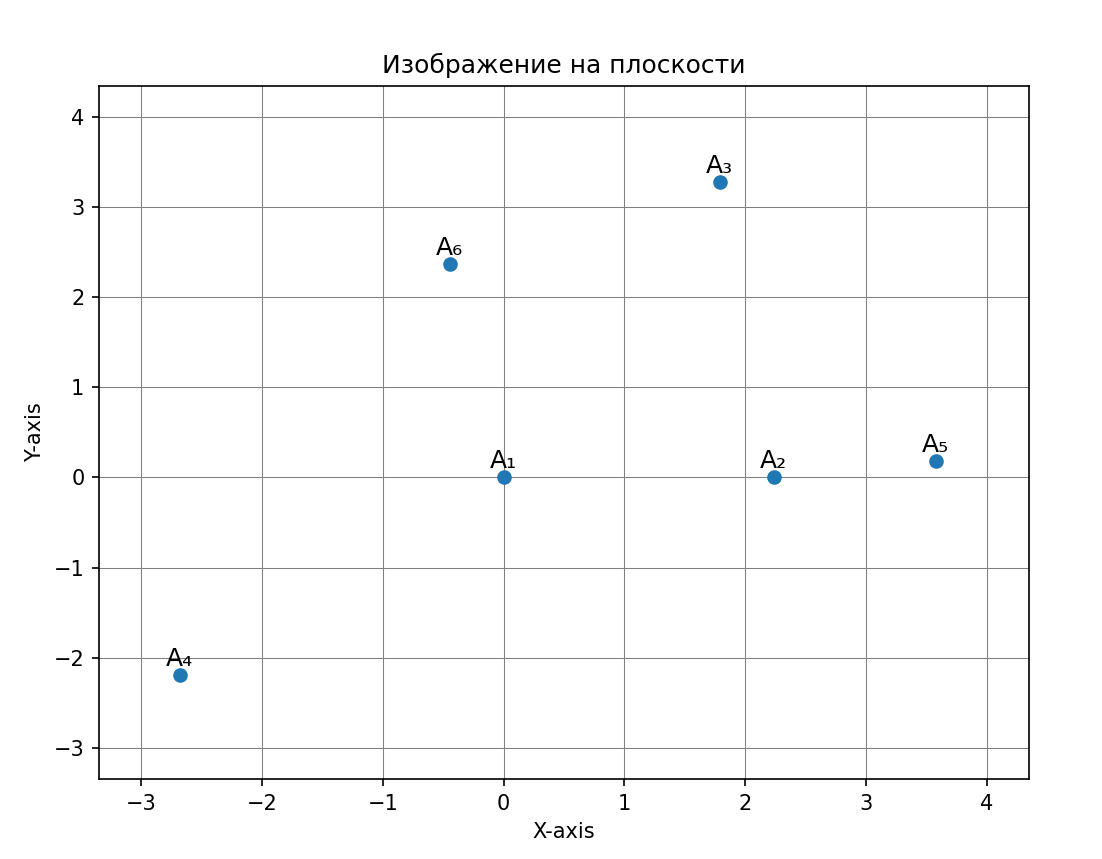 Изображение на плоскости
4
A₃
3
A₆
2
1
Y-axis
A₁
A₂
A₅
0
−1
A₄
−2
−3
−3 −2 −1 0 1 2 3 4
X-axis